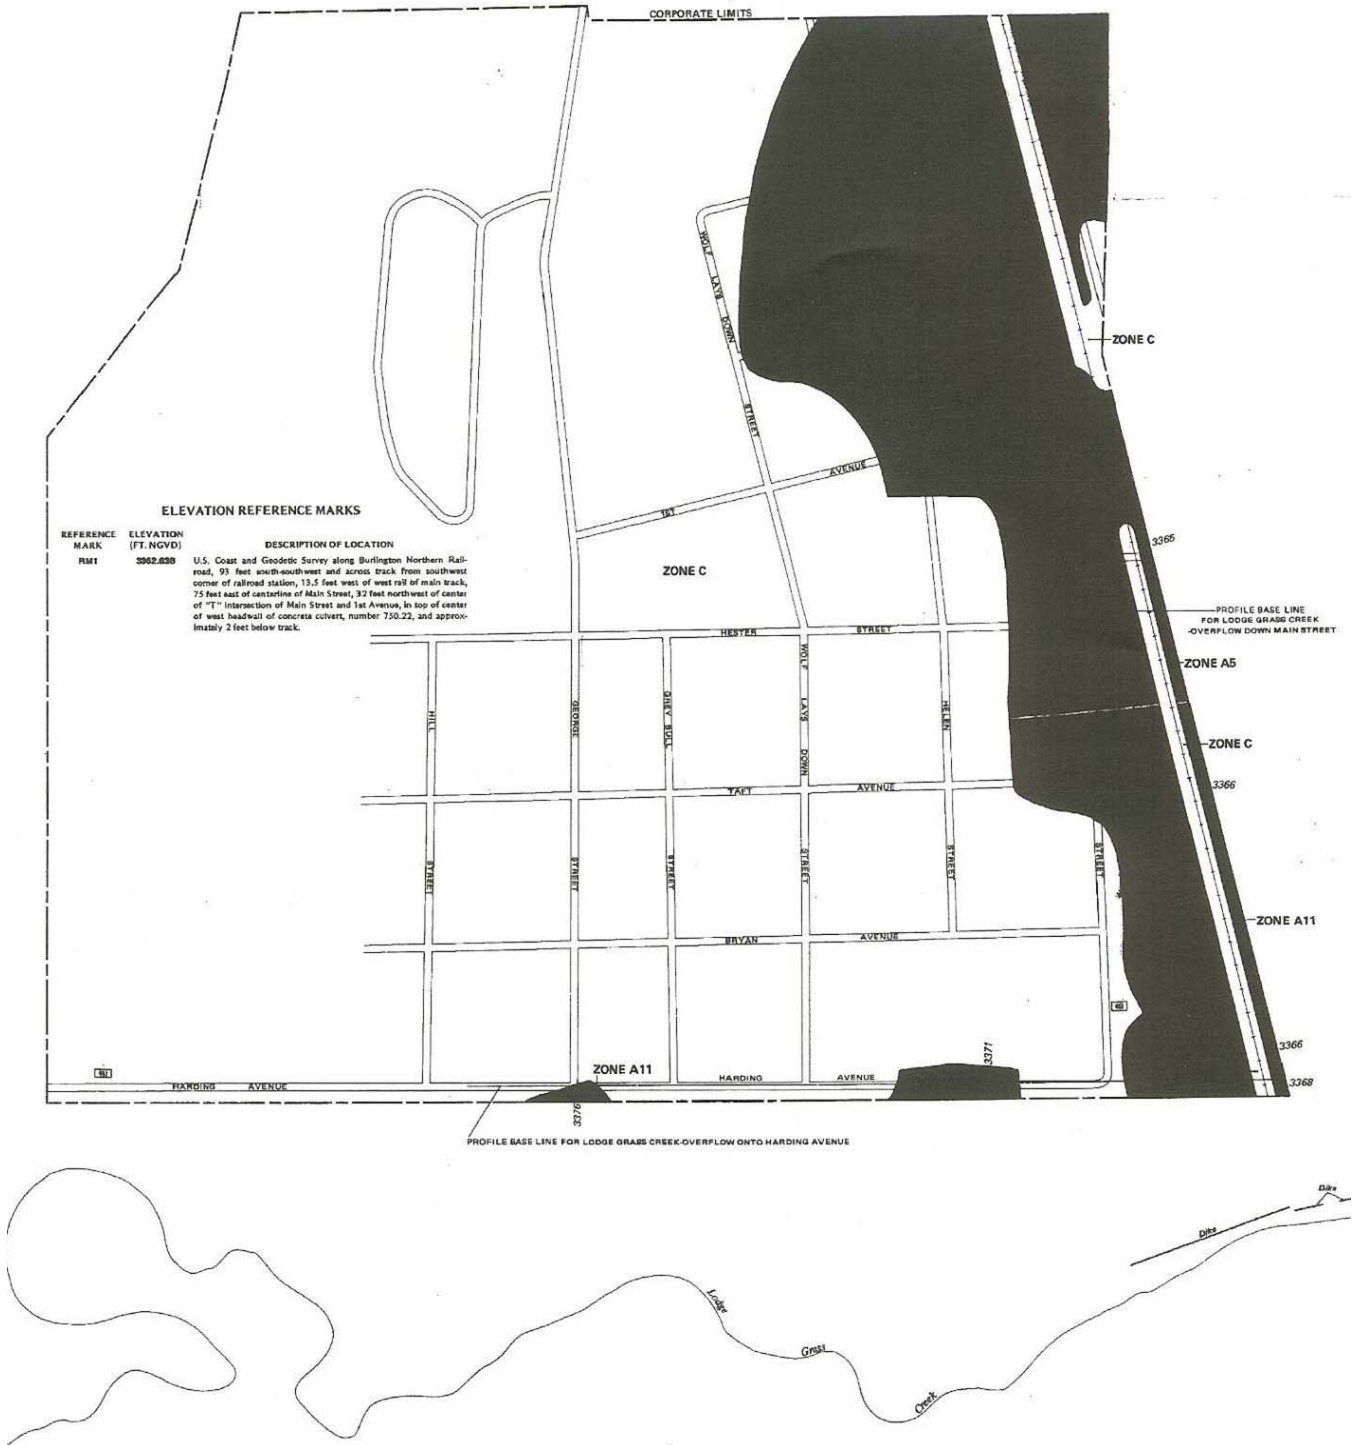 CORPORATE LIMITS
WOLF LAYS DOWN STREET
ZONE C
AVENUE
1ST
ELEVATION REFERENCE MARKS
REFERENCE MARK
ELEVATION (FT. NGVD)
DESCRIPTION OF LOCATION
RM1
U.S. Coast and Geodetic Survey along Burlington Northern Rail-
road, 93 feet south-southwest and across track from southwest
corner of railroad station, 13.5 feet west of west rail of main track,
75 feet east of centerline of Main Street, 32 feet northwest of center
of "T" intersection of Main Street and 1st Avenue, in top of center
of west headwall of concrete culvert, number 750.22, and approx-
imately 2 feet below track.
3365
ZONE C
PROFILE BASE LINE
FOR LODGE GRASS CREEK
-OVERFLOW DOWN MAIN STREET
HESTER STREET
ZONE A5
HILL STREET
GEORGE STREET
GREY BULL STREET
WOLF LAYS DOWN STREET
HELEN STREET
ZONE C
3366
TAFT AVENUE
STREET
ZONE A11
BRYAN AVENUE
3371
3366
ZONE A11
HARDING AVENUE
HARDING AVENUE
3368
3376
PROFILE BASE LINE FOR LODGE GRASS CREEK-OVERFLOW ONTO HARDING AVENUE
Dike
Dike
Lodge
Grass
Creek